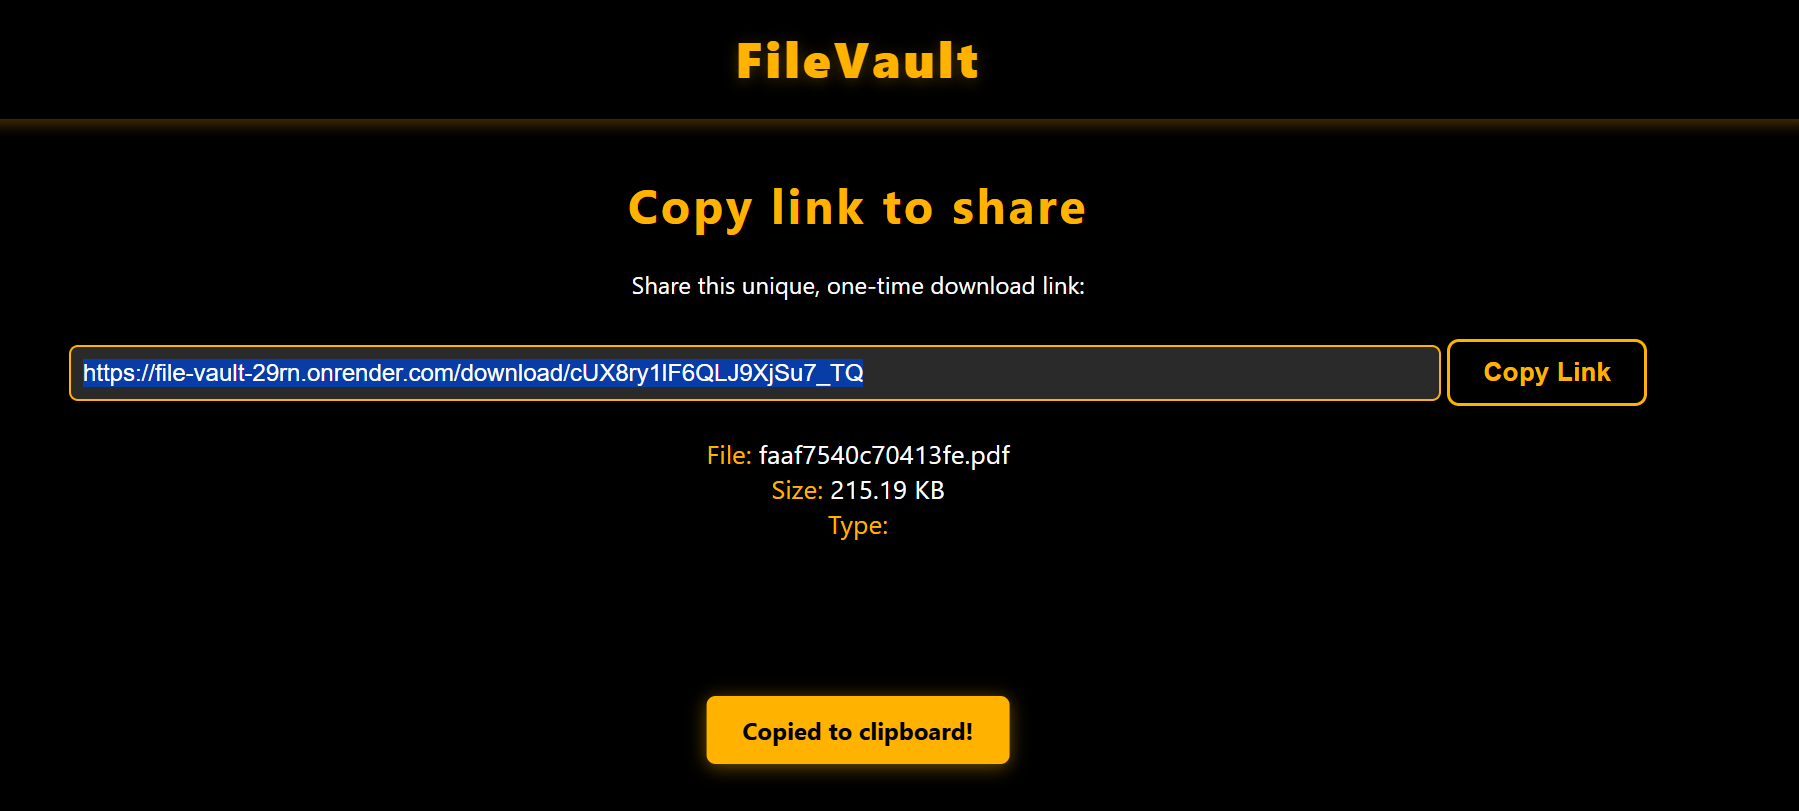 FileVault
Copy link to share
Share this unique, one-time download link:
https://file-vault-29rn.onrender.com/download/cUX8ry1IF6QLJ9XjSu7_TQ
Copy Link
File: faaf7540c70413fe.pdf
Size: 215.19 KB
Type:
Copied to clipboard!